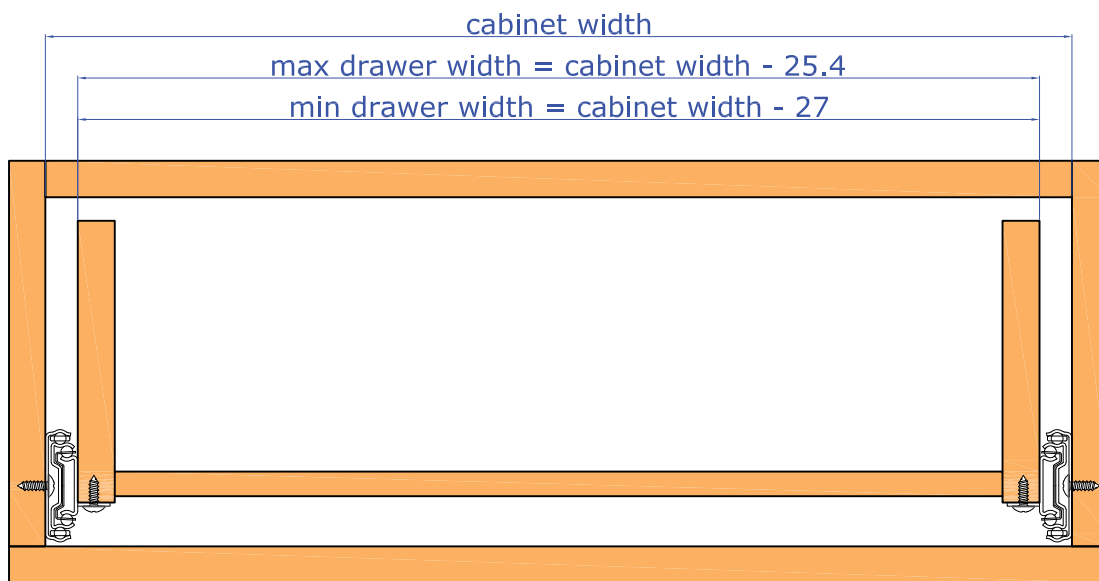 cabinet width
max drawer width = cabinet width - 25.4
min drawer width = cabinet width - 27